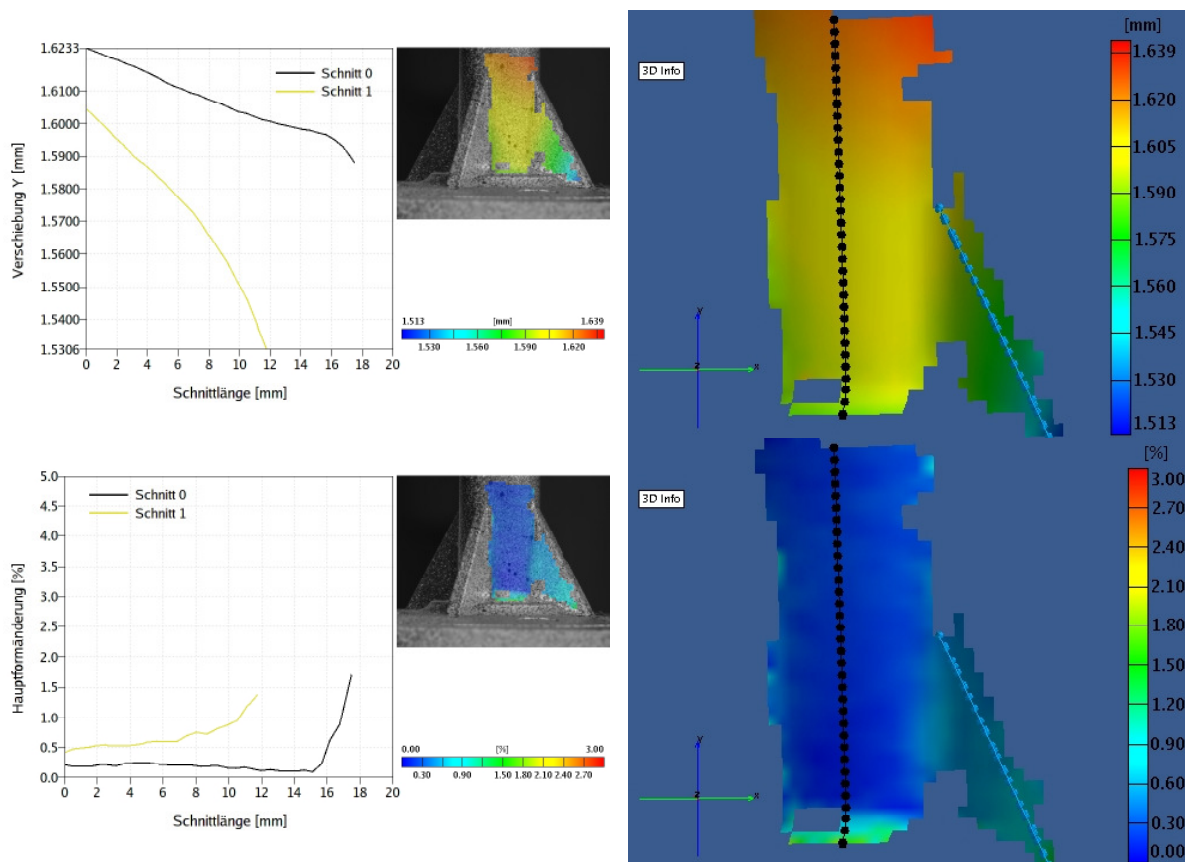 Verschiebung Y [mm]
1.6233
1.6100
1.6000
1.5900
1.5800
1.5700
1.5600
1.5500
1.5400
1.5306
Schnitt 0
Schnitt 1
0 2 4 6 8 10 12 14 16 18 20
Schnittlänge [mm]
1.513 [mm] 1.639
1.530 1.560 1.590 1.620
3D Info
y
z x
[mm]
1.639
1.620
1.605
1.590
1.575
1.560
1.545
1.530
1.513
Hauptformänderung [%]
5.0
4.5
4.0
3.5
3.0
2.5
2.0
1.5
1.0
0.5
0.0
Schnitt 0
Schnitt 1
0 2 4 6 8 10 12 14 16 18 20
Schnittlänge [mm]
0.00 [%] 3.00
0.30 0.90 1.50 1.80 2.10 2.40 2.70
3D Info
y
z x
[%]
3.00
2.70
2.40
2.10
1.80
1.50
1.20
0.90
0.60
0.30
0.00